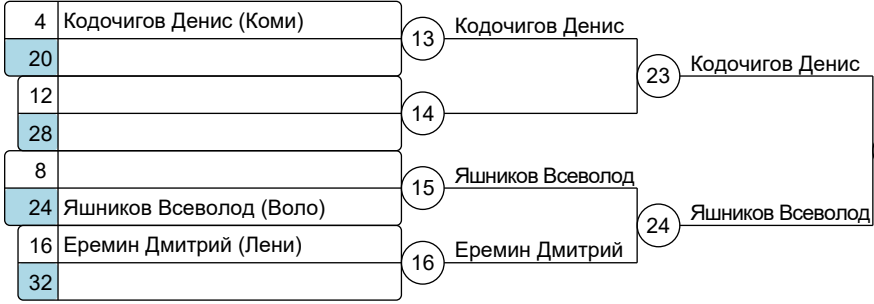 4 Кодочигов Денис (Коми)
20
12
28
8
24 Яшников Всеволод (Воло)
16 Еремин Дмитрий (Лени)
32
13 Кодочигов Денис
14
15 Яшников Всеволод
16 Еремин Дмитрий
23 Кодочигов Денис
24 Яшников Всеволод